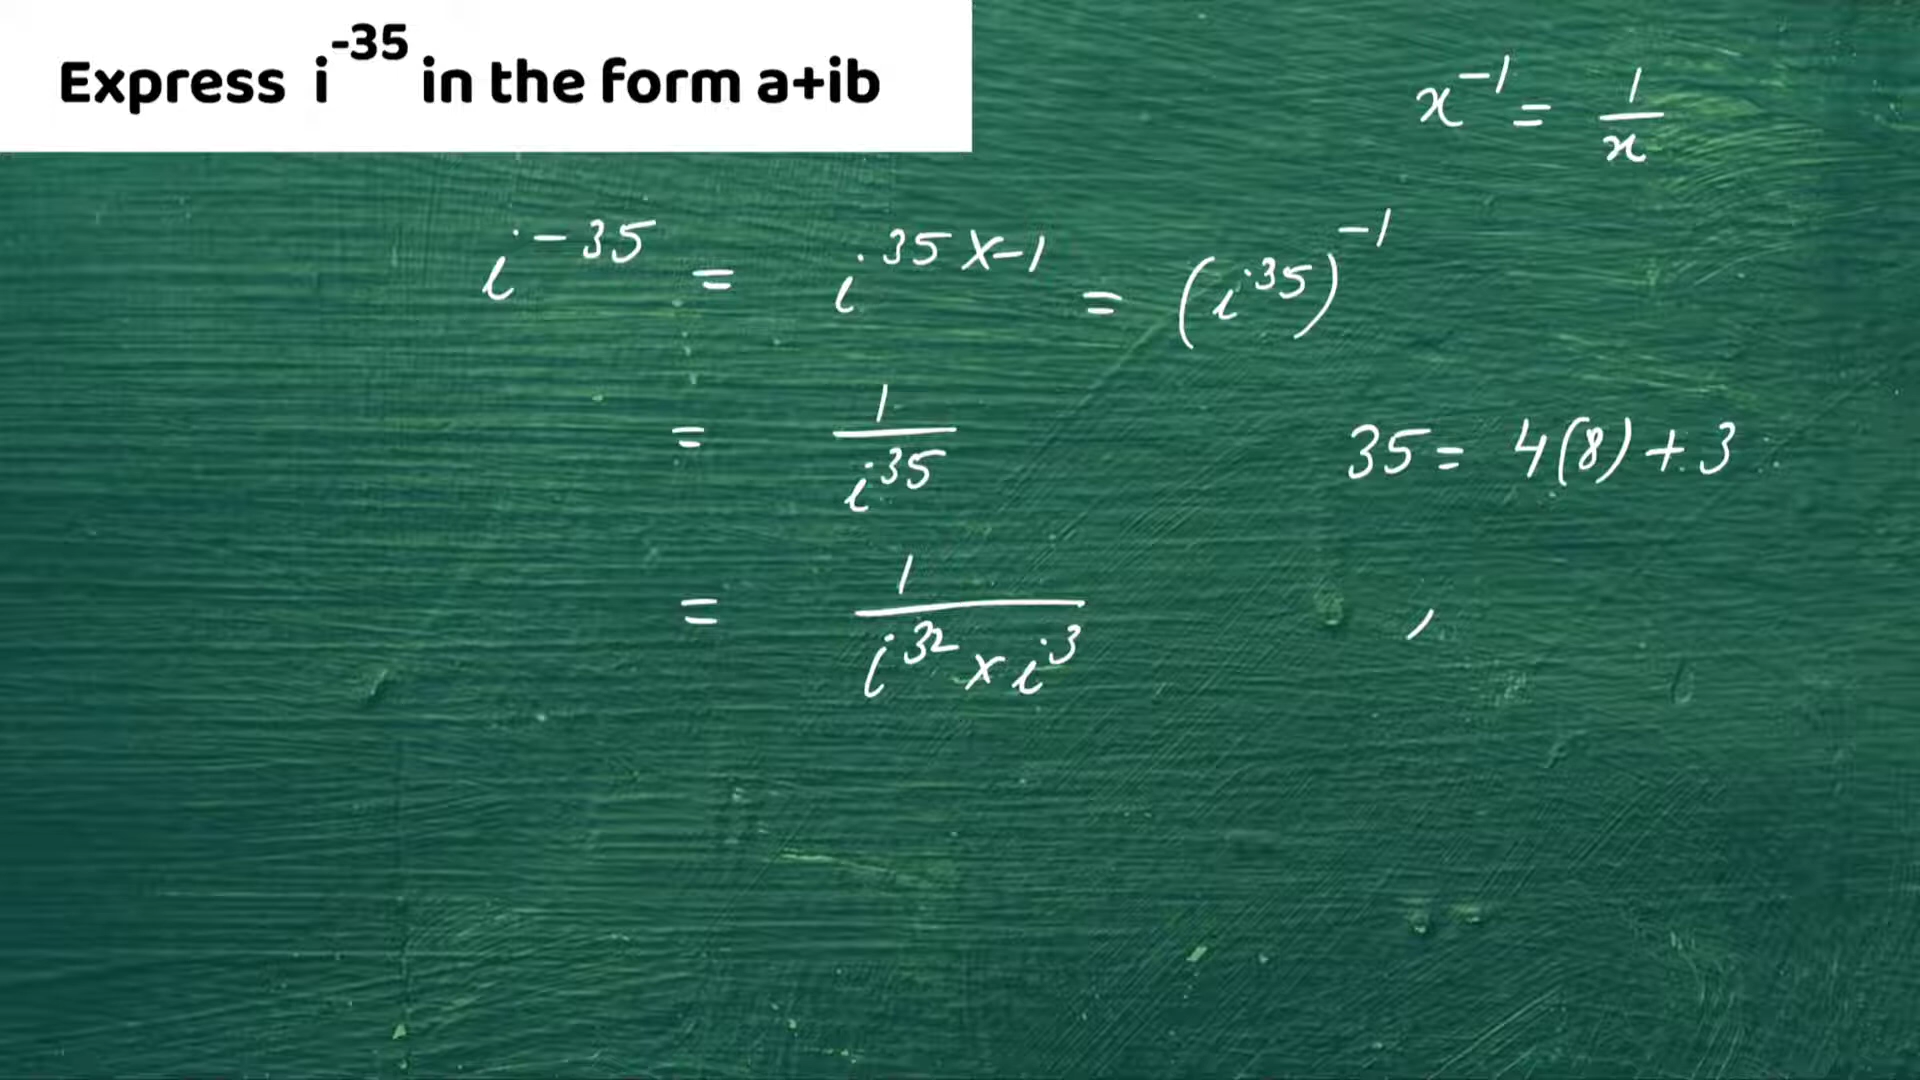 Express i^-35 in the form a+ib
x^-1 = 1/x
i^-35 = i^35×-1 = (i^35)^-1
= 1/i^35
35 = 4(8) + 3
= 1/(i^32 × i^3)